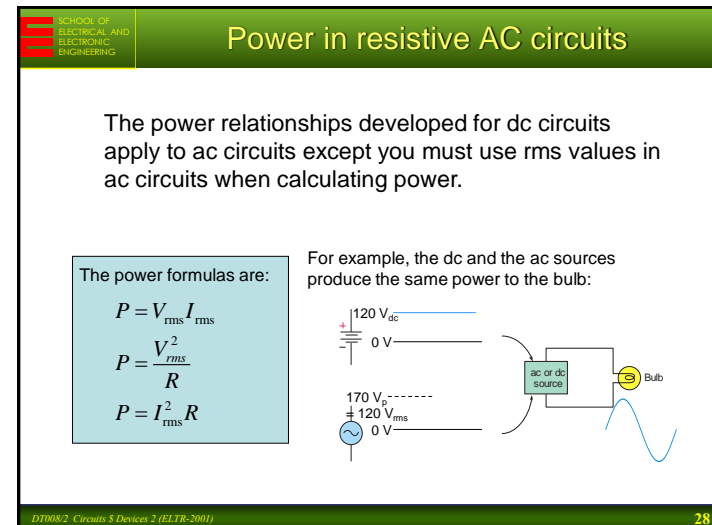 SCHOOL OF
ELECTRICAL AND
ELECTRONIC
ENGINEERING
Power in resistive AC circuits
The power relationships developed for dc circuits
apply to ac circuits except you must use rms values in
ac circuits when calculating power.
The power formulas are:
P = V_rms I_rms
P = V_rms^2 / R
P = I_rms^2 R
For example, the dc and the ac sources
produce the same power to the bulb:
120 V_dc
+
0 V
−
170 V_p
= 120 V_rms
0 V
ac or dc
source
Bulb
DT008/2 Circuits $ Devices 2 (ELTR-2001)
28